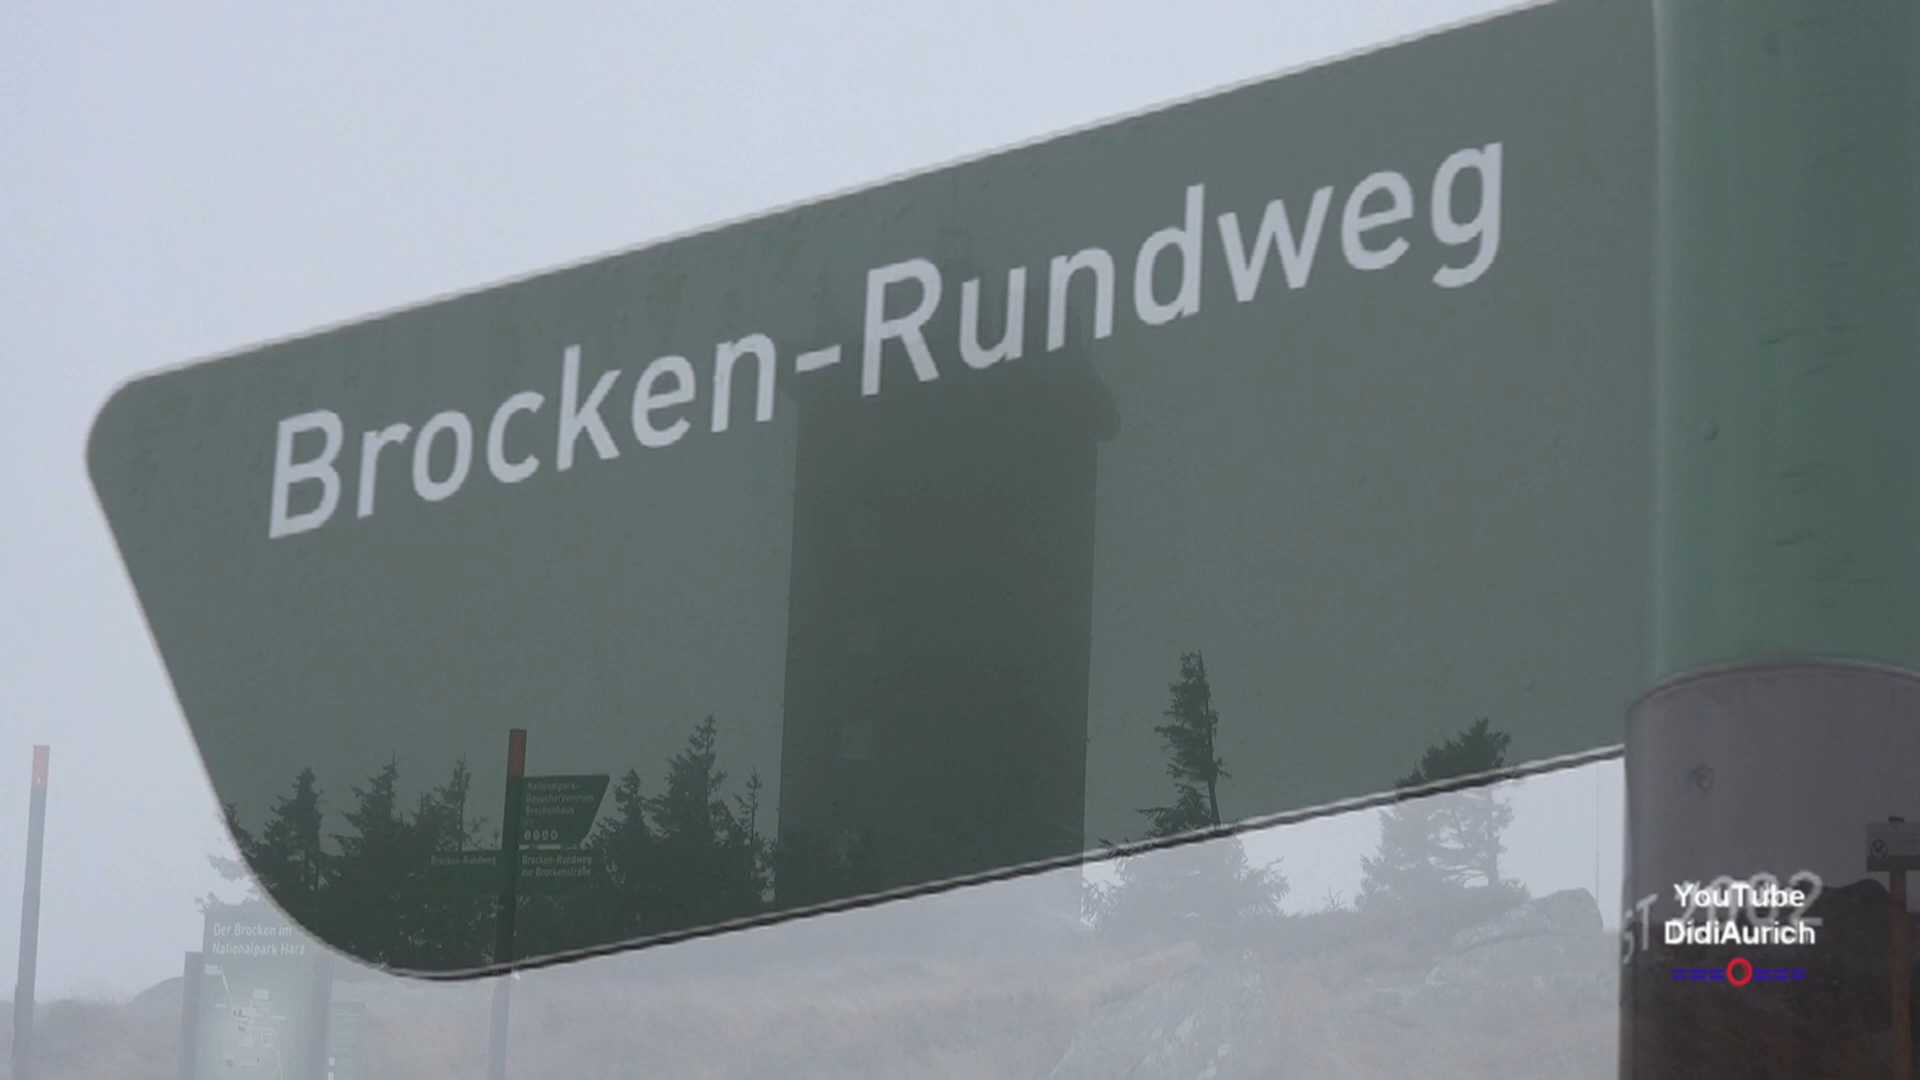 Brocken-Rundweg
Nationalpark-
Besucherzentrum
Brockenhaus
Brocken-Rundweg
Brocken-Rundweg
zur Brockenstraße
Der Brocken im
Nationalpark Harz
YouTube
DidiAurich